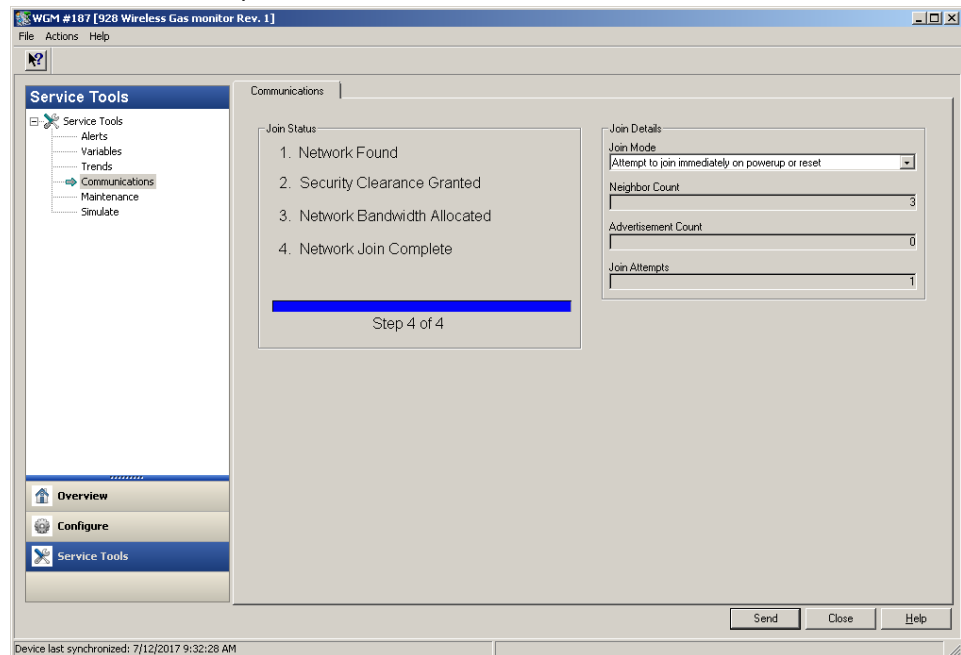 WGM #187 [928 Wireless Gas monitor Rev. 1]
File Actions Help
Service Tools
Service Tools
Alerts
Variables
Trends
Communications
Maintenance
Simulate
Overview
Configure
Service Tools
Communications
Join Status
1. Network Found
2. Security Clearance Granted
3. Network Bandwidth Allocated
4. Network Join Complete
Step 4 of 4
Join Details
Join Mode
Attempt to join immediately on powerup or reset
Neighbor Count
3
Advertisement Count
0
Join Attempts
1
Send Close Help
Device last synchronized: 7/12/2017 9:32:28 AM